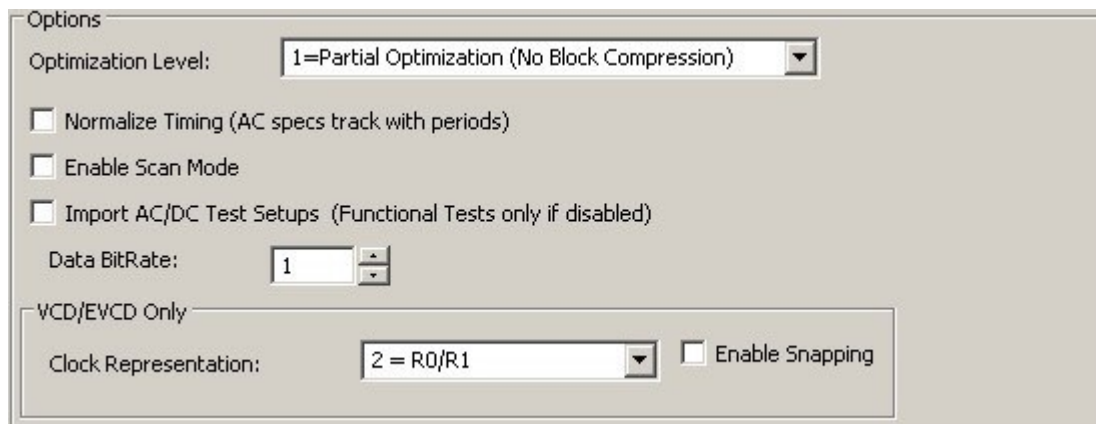 Options
Optimization Level: 1=Partial Optimization (No Block Compression)
Normalize Timing (AC specs track with periods)
Enable Scan Mode
Import AC/DC Test Setups (Functional Tests only if disabled)
Data BitRate: 1
VCD/EVCD Only
Clock Representation: 2 = R0/R1 Enable Snapping